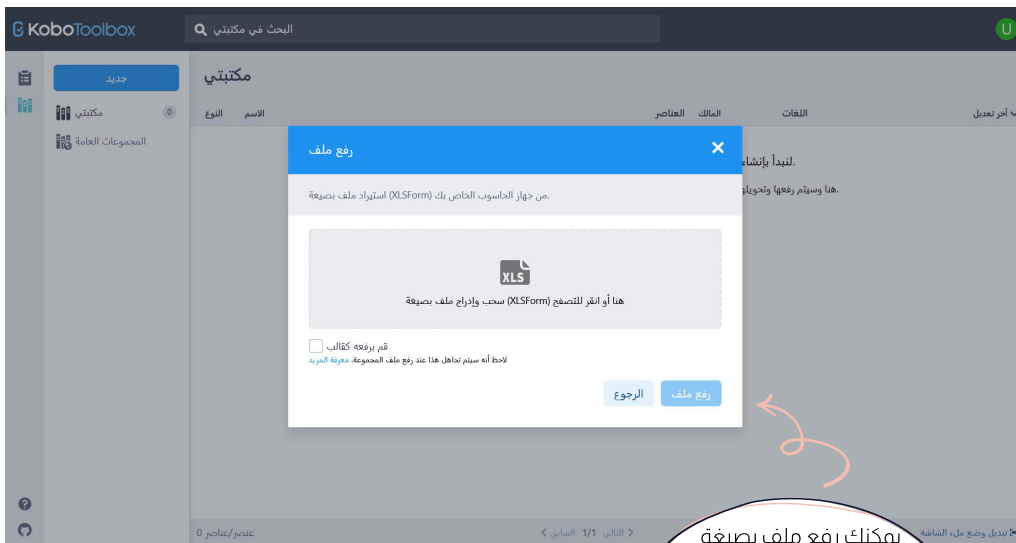 KoboToolbox
البحث في مكتبتي
U
جديد
مكتبتي
مكتبتي
0
المجموعات العامة
النوع
الاسم
العناصر
المالك
اللغات
آخر تعديل
رفع ملف
.لنبدأ بإنشاء
.هنا وسيتم رفعها وتحويلها
استيراد ملف بصيغة (XLSForm) من جهاز الحاسوب الخاص بك.
XLS
سحب وإدراج ملف بصيغة (XLSForm) هنا أو انقر للتصفح
قم برفعه كقالب
لاحظ أنه سيتم تجاهل هذا عند رفع ملف المجموعة. معرفة المزيد
الرجوع
رفع ملف
0 عنصر/عناصر
السابق 1/1 التالي
تبديل وضع ملء الشاشة
يمكنك رفع ملف بصيغة